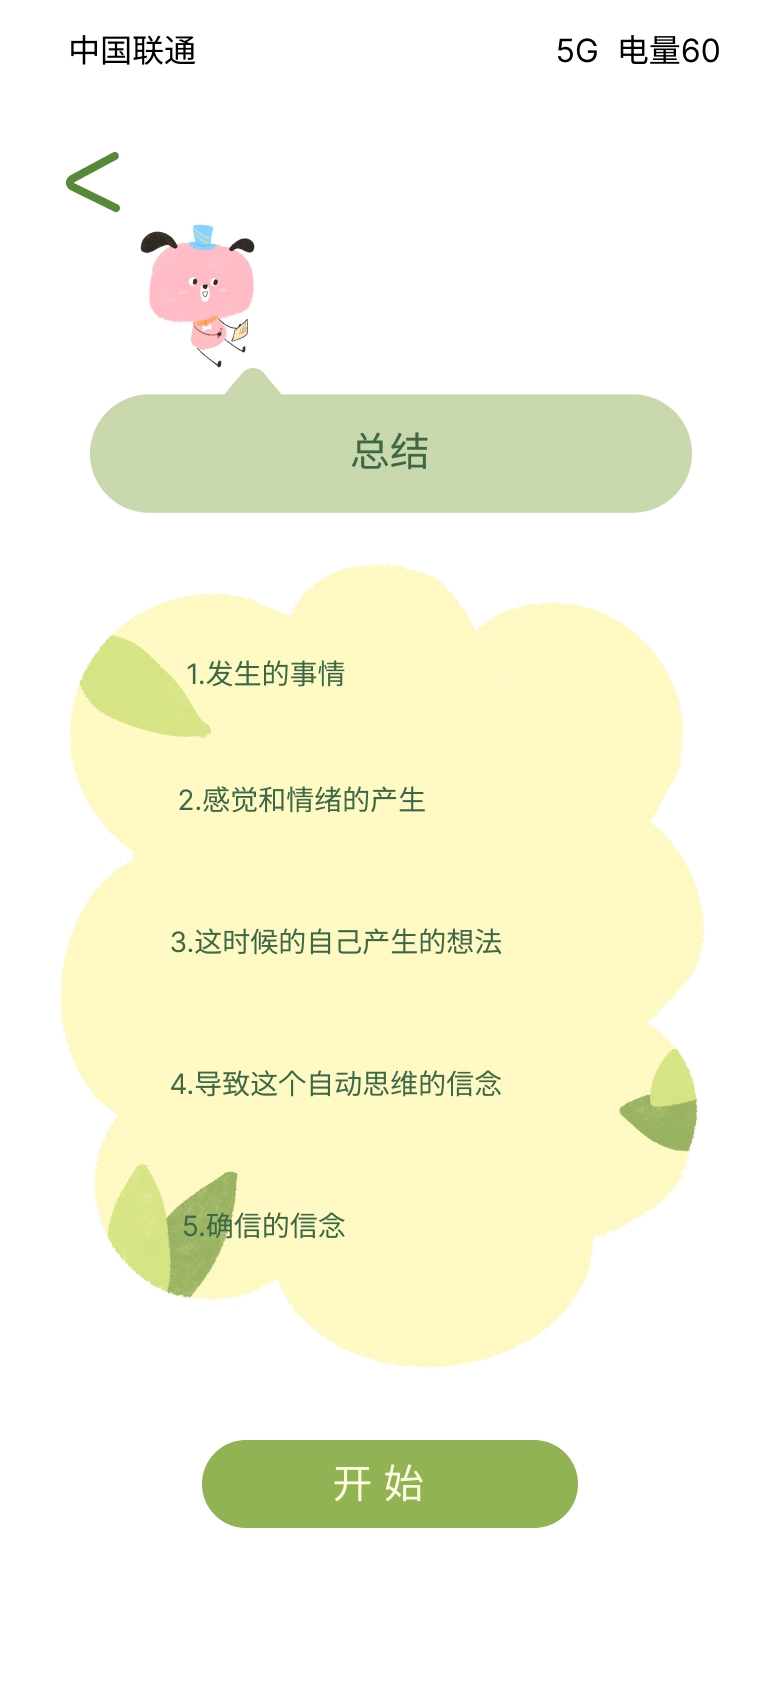 中国联通
5G 电量60
总结
1.发生的事情
2.感觉和情绪的产生
3.这时候的自己产生的想法
4.导致这个自动思维的信念
5.确信的信念
开 始